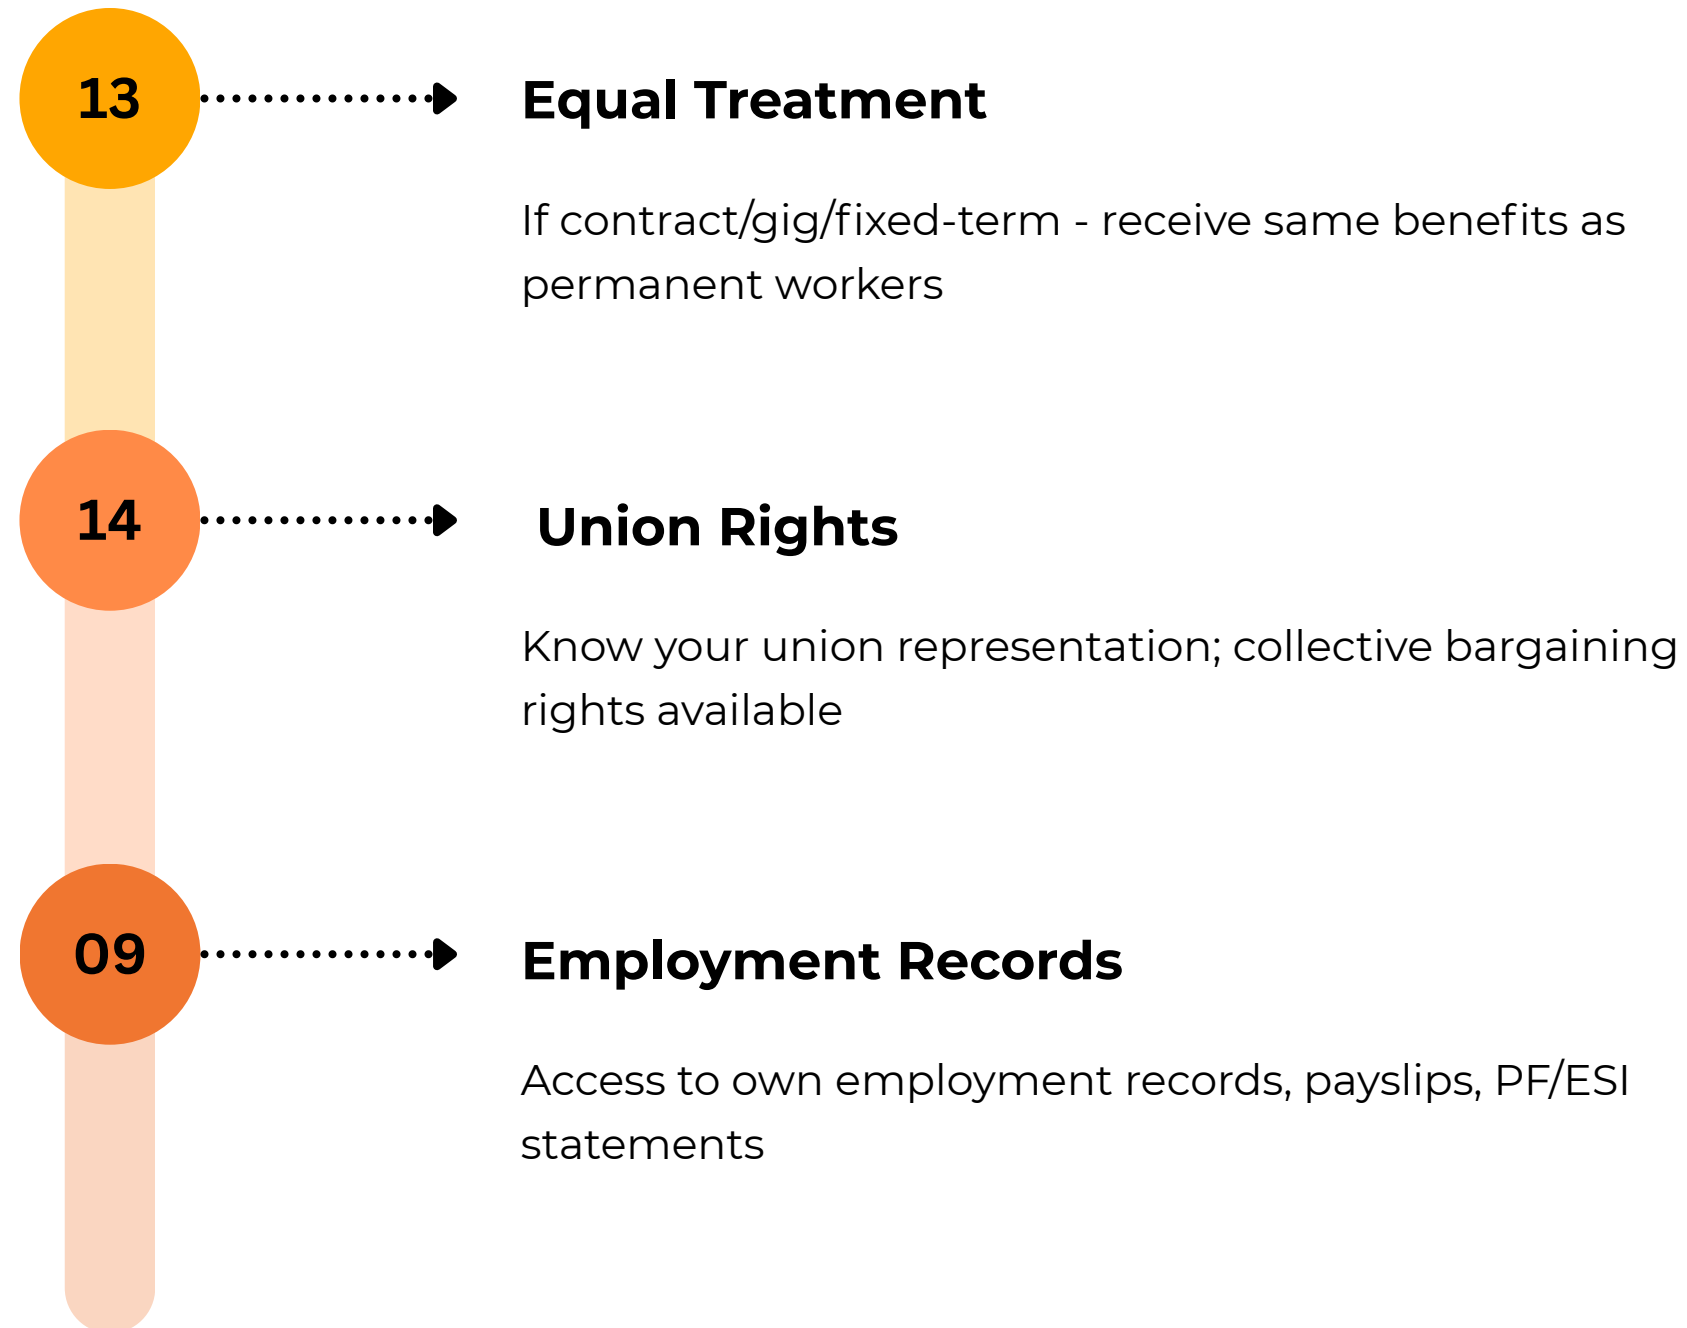 13
Equal Treatment
If contract/gig/fixed-term - receive same benefits as
permanent workers
14
Union Rights
Know your union representation; collective bargaining
rights available
09
Employment Records
Access to own employment records, payslips, PF/ESI
statements